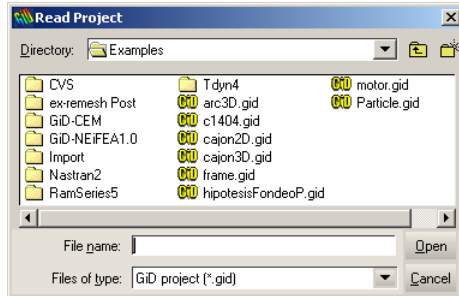 Read Project
Directory: Examples
CVS
ex-remesh Post
GiD-CEM
GiD-NEiFEA1.0
Import
Nastran2
RamSeries5
Tdyn4
arc3D.gid
c1404.gid
cajon2D.gid
cajon3D.gid
frame.gid
hipotesisFondeoP.gid
motor.gid
Particle.gid
File name:
Open
Files of type: GiD project (*.gid)
Cancel